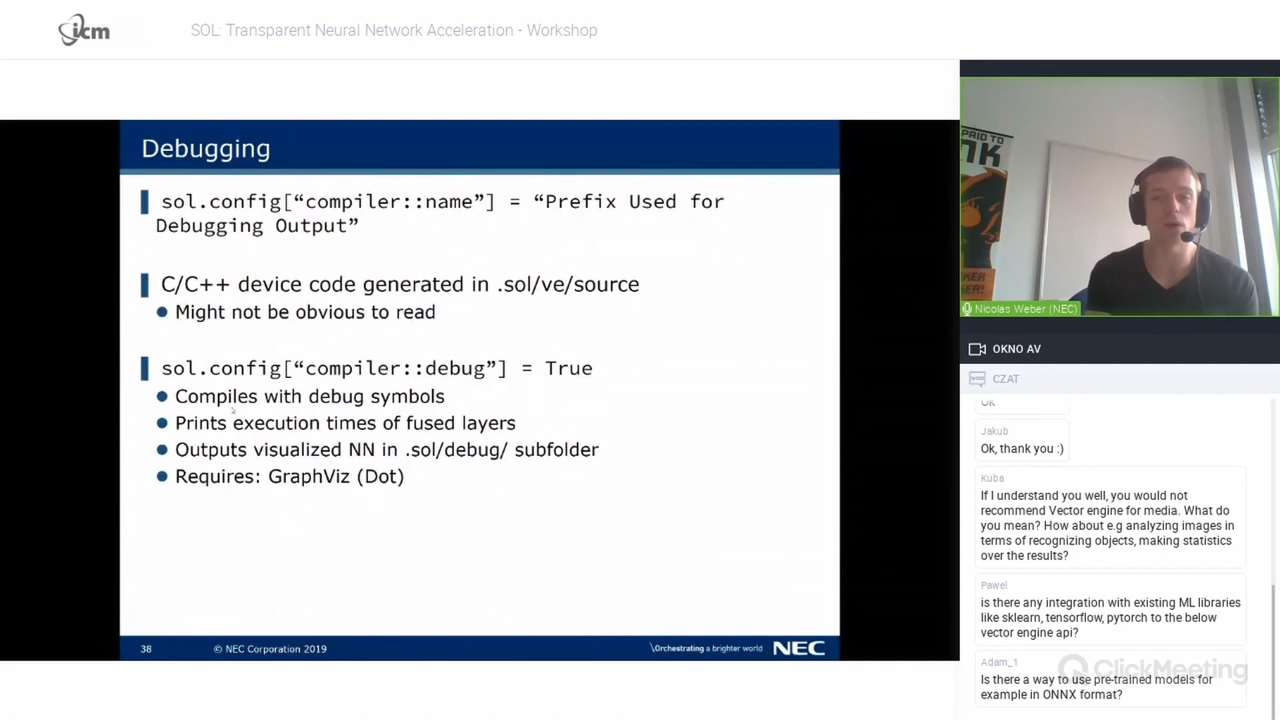 icm
SOL: Transparent Neural Network Acceleration - Workshop
Debugging
sol.config[“compiler::name”] = “Prefix Used for
Debugging Output”
C/C++ device code generated in .sol/ve/source
Might not be obvious to read
sol.config[“compiler::debug”] = True
Compiles with debug symbols
Prints execution times of fused layers
Outputs visualized NN in .sol/debug/ subfolder
Requires: GraphViz (Dot)
38
© NEC Corporation 2019
\Orchestrating a brighter world
NEC
PAID TO
Nicolas Weber (NEC)
OKNO AV
CZAT
Jakub
Ok, thank you :)
Kuba
If I understand you well, you would not
recommend Vector engine for media. What do
you mean? How about e.g analyzing images in
terms of recognizing objects, making statistics
over the results?
Pawel
is there any integration with existing ML libraries
like sklearn, tensorflow, pytorch to the below
vector engine api?
Adam_1
Is there a way to use pre-trained models for
example in ONNX format?
ClickMeeting